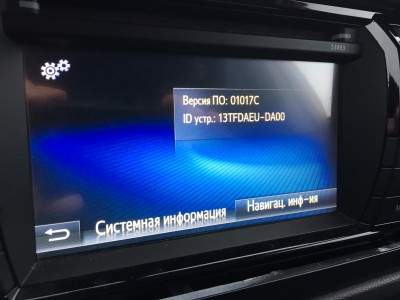 Версия ПО: 01017C
ID устр.: 13TFDAEU-DA00
Системная информация
Навигац. инф-ия